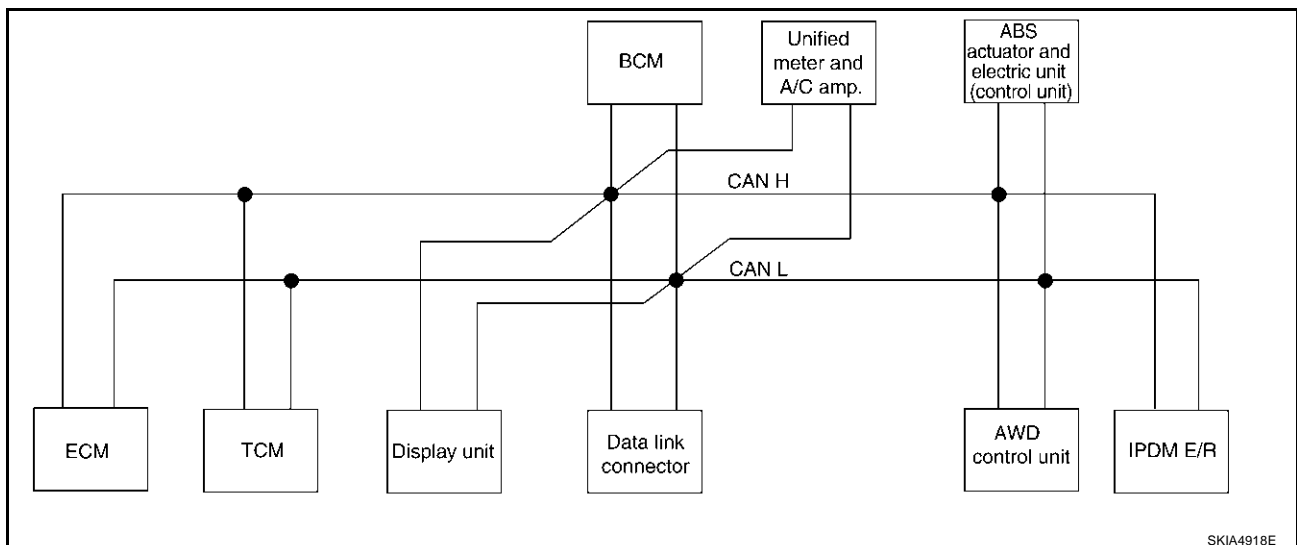 BCM
Unified
meter and
A/C amp.
ABS
actuator and
electric unit
(control unit)
CAN H
CAN L
ECM
TCM
Display unit
Data link
connector
AWD
control unit
IPDM E/R
SKIA4918E